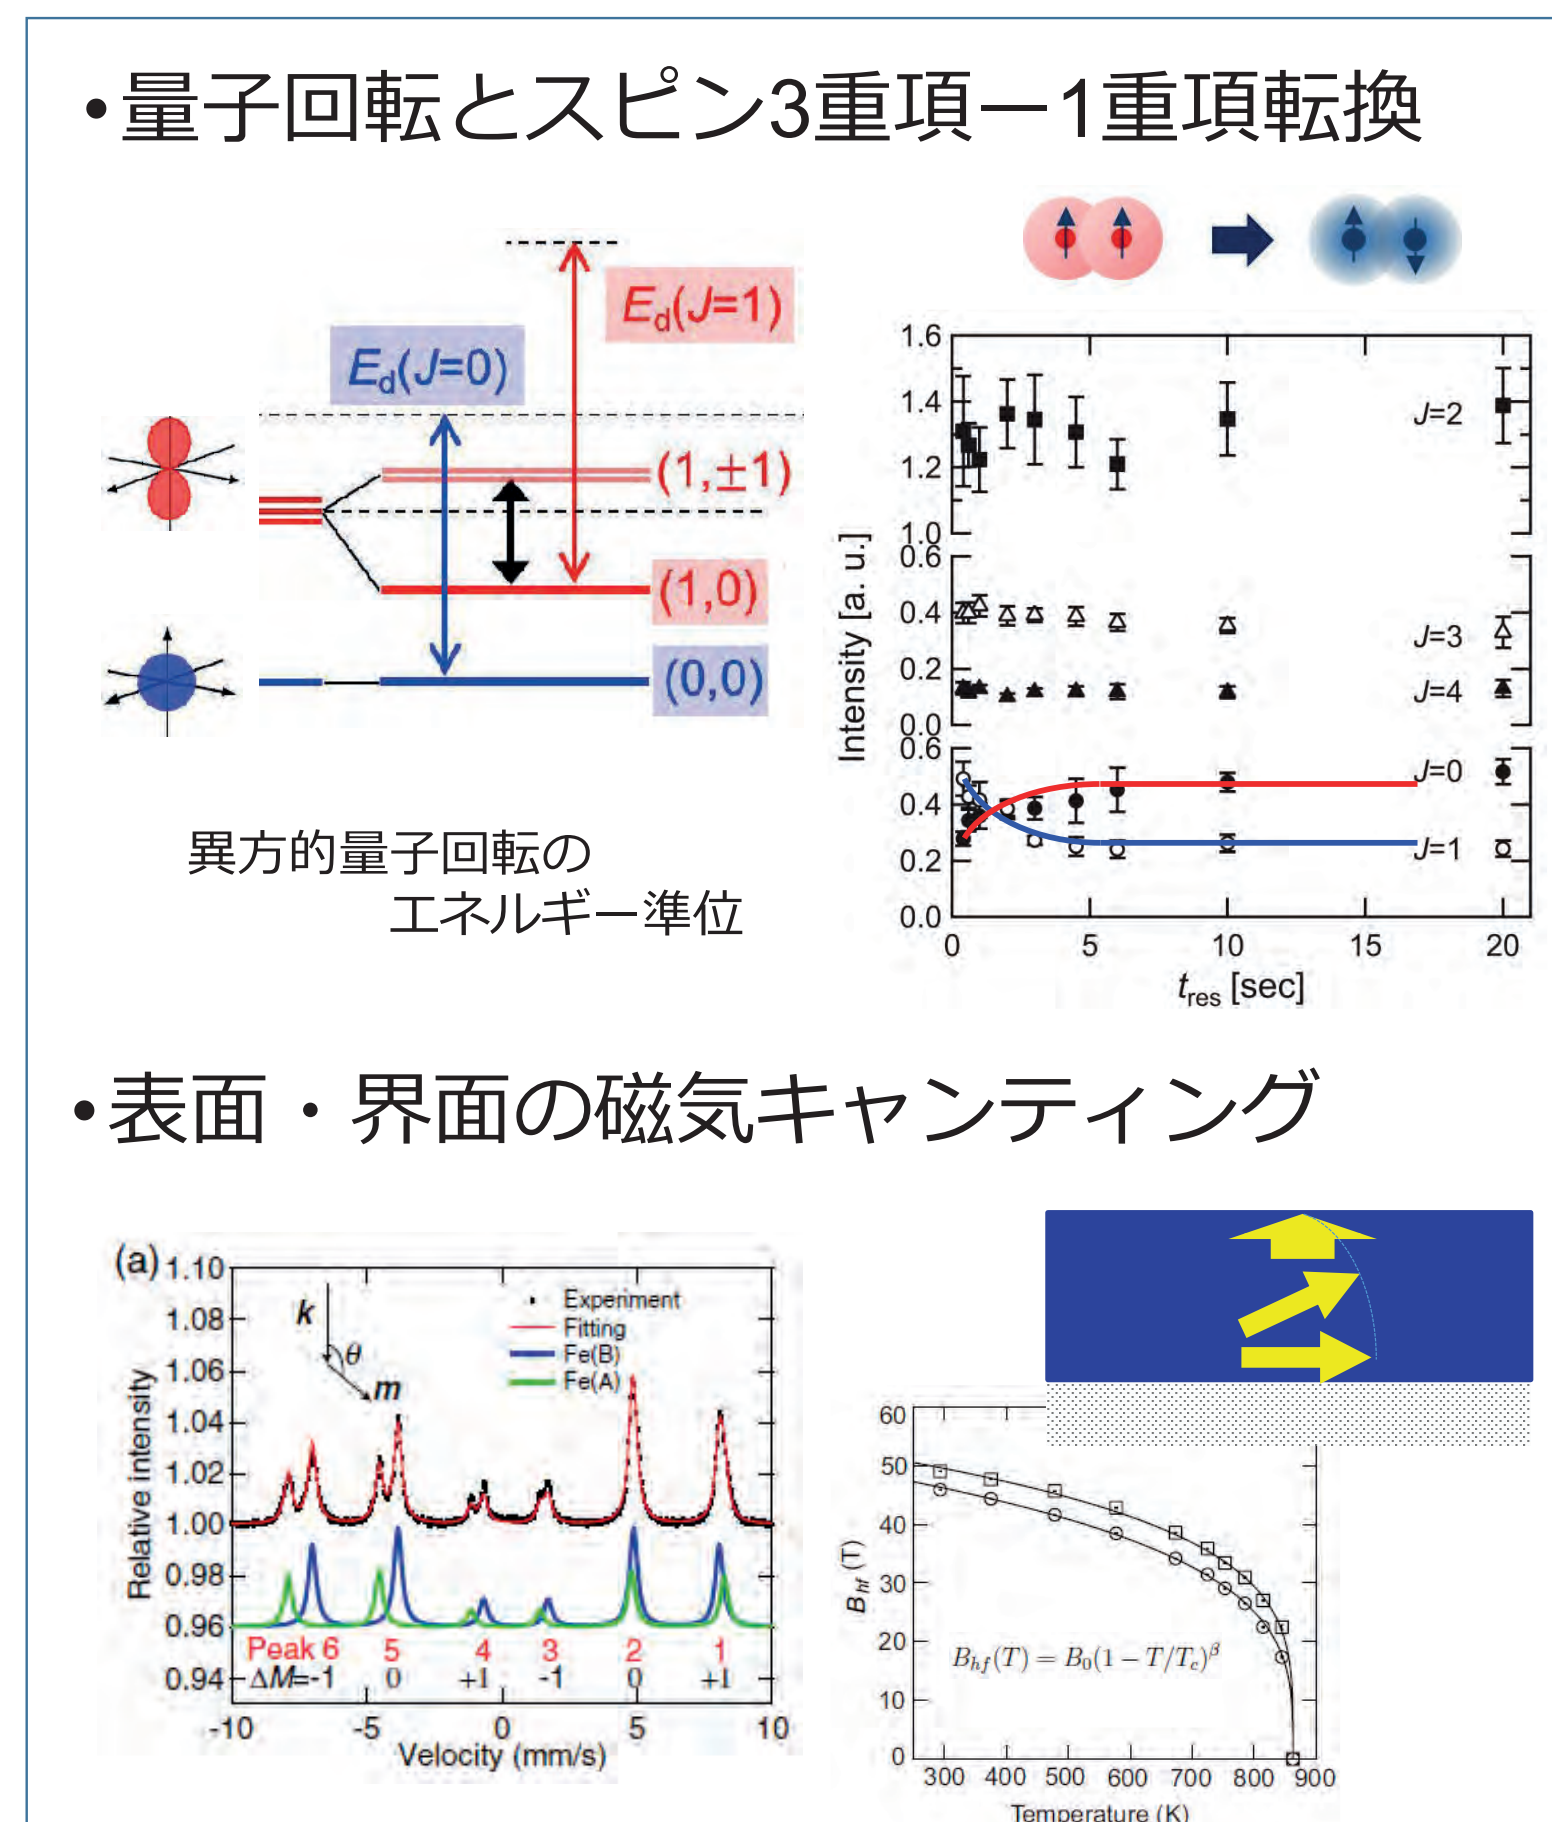 •量子回転とスピン3重項ー1重項転換
Ed(J=1)
Ed(J=0)
(1,±1)
(1,0)
(0,0)
異方的量子回転の
エネルギー準位
Intensity [a. u.]
1.6
1.4
1.2
1.0
0.6
0.4
0.2
0.0
0.6
0.4
0.2
0.0
J=2
J=3
J=4
J=0
J=1
0 5 10 15 20
tres [sec]
•表面・界面の磁気キャンティング
(a)
Relative intensity
1.10
1.08
1.06
1.04
1.02
1.00
0.98
0.96
0.94
k
θ
m
Experiment
Fitting
Fe(B)
Fe(A)
Peak 6 5 4 3 2 1
ΔM=-1 0 +1 -1 0 +1
-10 -5 0 5 10
Velocity (mm/s)
Bhf (T)
60
50
40
30
20
10
0
Bhf(T) = B0(1 − T/Tc)β
300 400 500 600 700 800 900
Temperature (K)